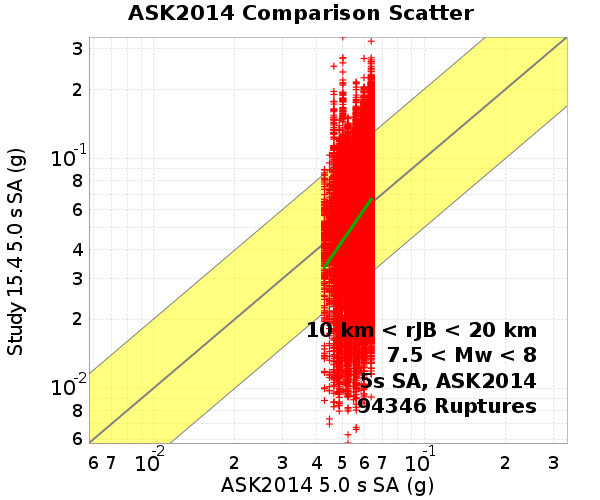 ASK2014 Comparison Scatter
3
2
10-1
8
6
4
3
2
10-2
8
6
Study 15.4 5.0 s SA (g)
10 km < rJB < 20 km
7.5 < Mw < 8
5s SA, ASK2014
94346 Ruptures
6 7 10-2 2 3 4 5 6 7 10-1 2 3
ASK2014 5.0 s SA (g)